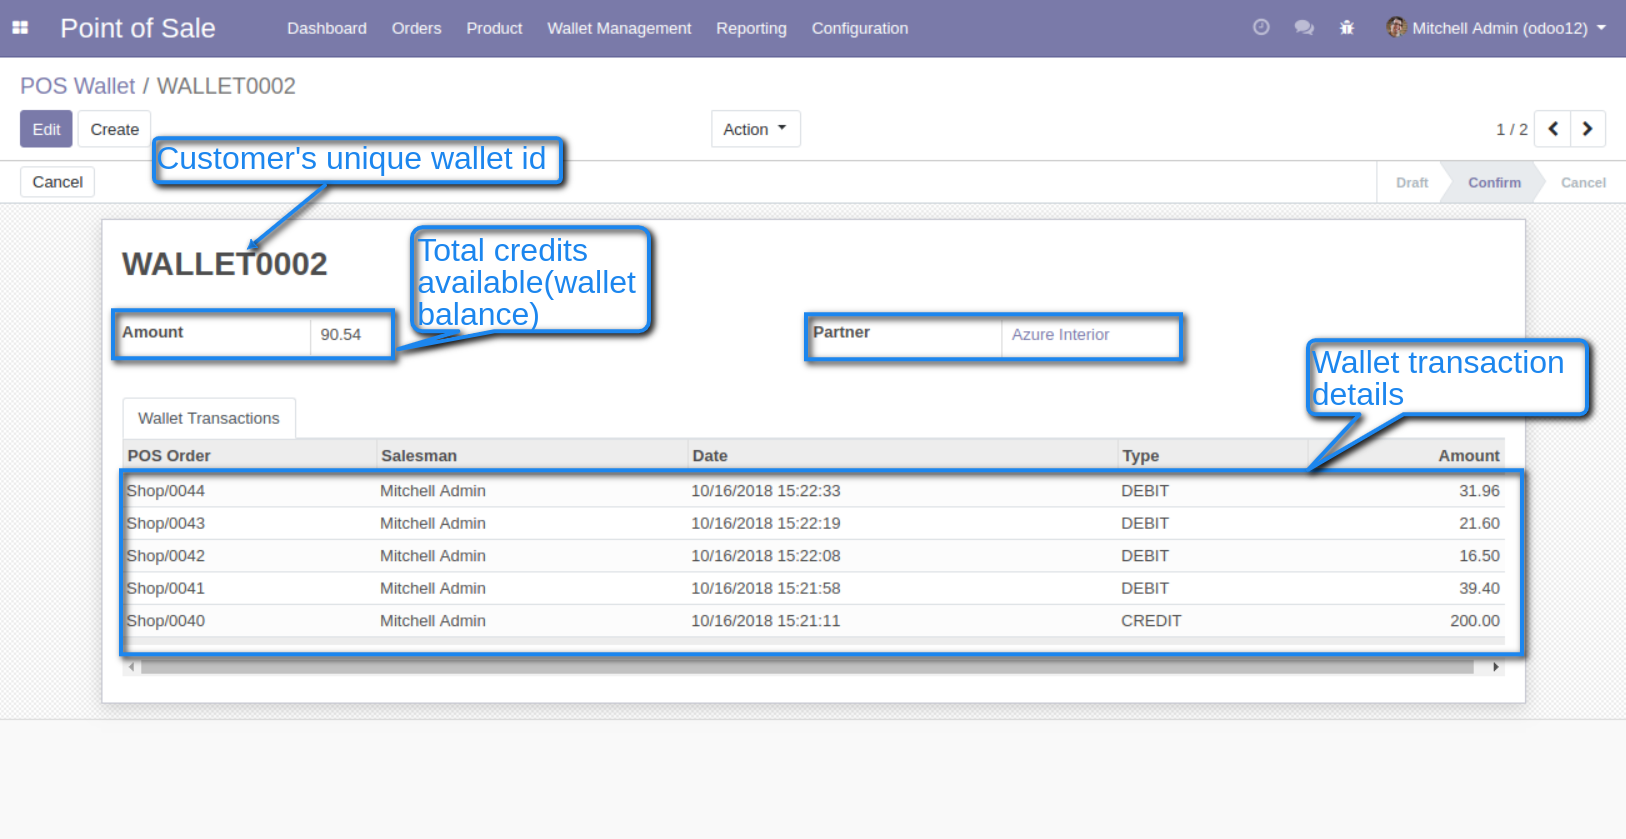 Point of Sale Dashboard Orders Product Wallet Management Reporting Configuration Mitchell Admin (odoo12)
POS Wallet / WALLET0002
Edit Create Action 1 / 2
Customer's unique wallet id
Cancel Draft Confirm Cancel
WALLET0002
Total credits
available(wallet
balance)
Amount 90.54 Partner Azure Interior
Wallet transaction
details
Wallet Transactions
POS Order Salesman Date Type Amount
Shop/0044 Mitchell Admin 10/16/2018 15:22:33 DEBIT 31.96
Shop/0043 Mitchell Admin 10/16/2018 15:22:19 DEBIT 21.60
Shop/0042 Mitchell Admin 10/16/2018 15:22:08 DEBIT 16.50
Shop/0041 Mitchell Admin 10/16/2018 15:21:58 DEBIT 39.40
Shop/0040 Mitchell Admin 10/16/2018 15:21:11 CREDIT 200.00